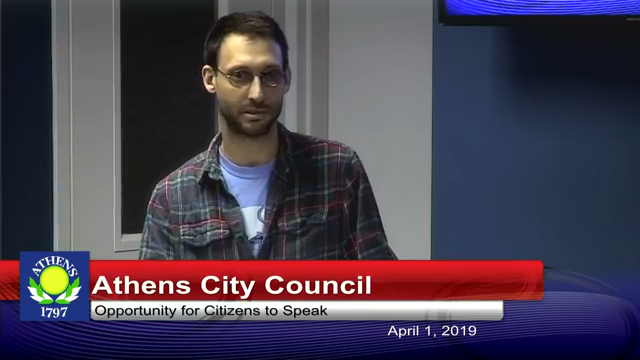 ATHENS
1797
Athens City Council
Opportunity for Citizens to Speak
April 1, 2019